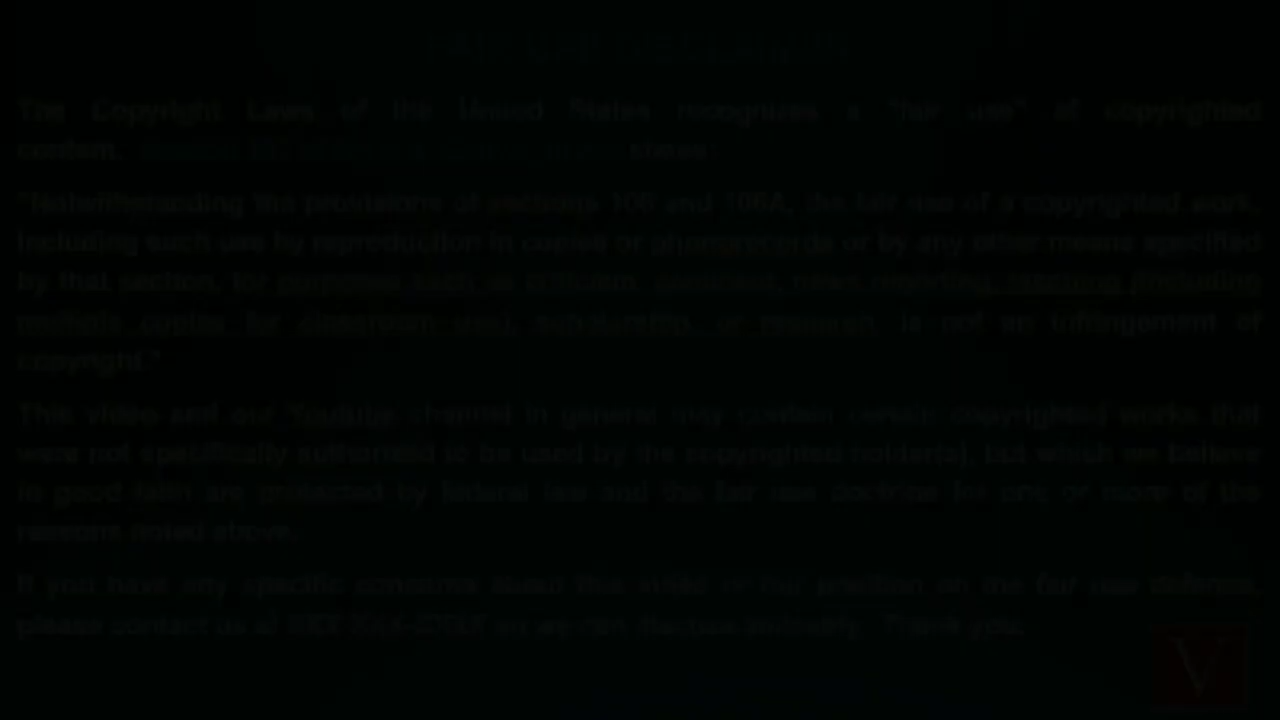 The Copyright Laws of the United States recognizes a "fair use" of copyrighted
content. states:
"Notwithstanding the provisions of sections 106 and 106A, the fair use of a copyrighted work,
including such use by reproduction in copies or phonorecords or by any other means specified
by that section, for purposes such as criticism, comment, news reporting, teaching (including
multiple copies for classroom use), scholarship, or research, is not an infringement of
copyright."
This video and our Youtube channel in general may contain certain copyrighted works that
were not specifically authorized to be used by the copyright holder(s), but which we believe
in good faith are protected by federal law and the fair use doctrine for one or more of the
reasons noted above.
If you have any specific concerns about this video or our position on the fair use defense,
please contact us at so we can discuss amicably. Thank you.
V